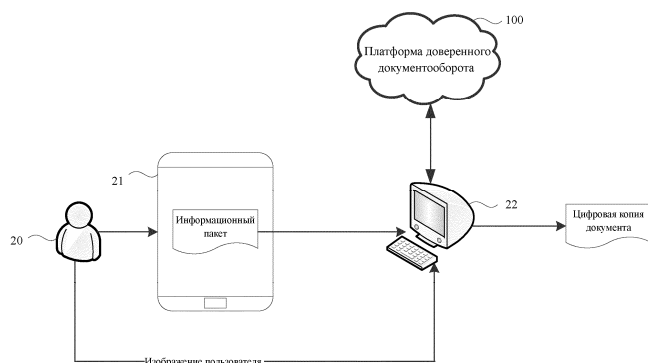 100
Платформа доверенного
документооборота
21
Информационный
пакет
20
22
Цифровая копия
документа
Изображение пользователя